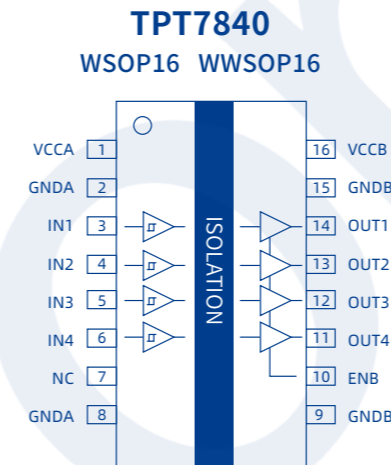 TPT7840
WSOP16 WWSOP16
VCCA 1 16 VCCB
GNDA 2 15 GNDB
IN1 3 14 OUT1
IN2 4 13 OUT2
IN3 5 12 OUT3
IN4 6 11 OUT4
NC 7 10 ENB
GNDA 8 9 GNDB
ISOLATION